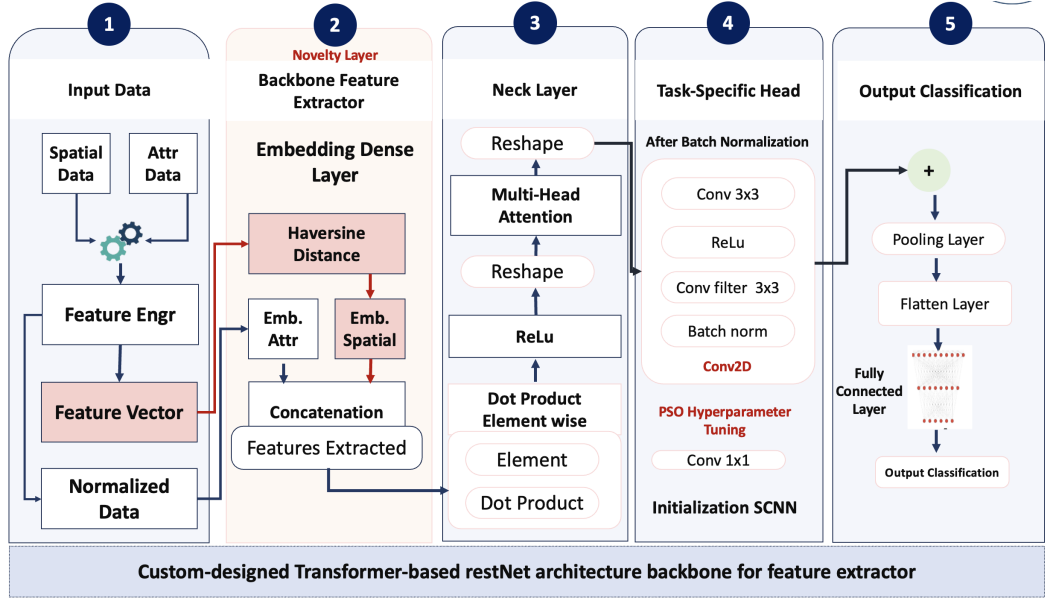 1
Input Data
Spatial
Data
Attr
Data
Feature Engr
Feature Vector
Normalized
Data
2
Novelty Layer
Backbone Feature
Extractor
Embedding Dense
Layer
Haversine
Distance
Emb.
Attr
Emb.
Spatial
Concatenation
Features Extracted
3
Neck Layer
Reshape
Multi-Head
Attention
Reshape
ReLu
Dot Product
Element wise
Element
Dot Product
4
Task-Specific Head
After Batch Normalization
Conv 3x3
ReLu
Conv filter 3x3
Batch norm
Conv2D
PSO Hyperparameter
Tuning
Conv 1x1
Initialization SCNN
5
Output Classification
+
Pooling Layer
Flatten Layer
Fully
Connected
Layer
Output Classification
Custom-designed Transformer-based restNet architecture backbone for feature extractor